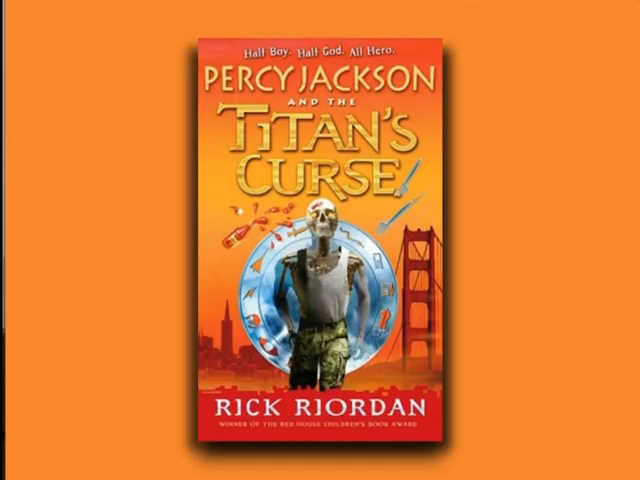 Half Boy. Half God. All Hero.
PERCY JACKSON
AND THE
TITAN'S
CURSE
RICK RIORDAN
WINNER OF THE RED HOUSE CHILDREN'S BOOK AWARD